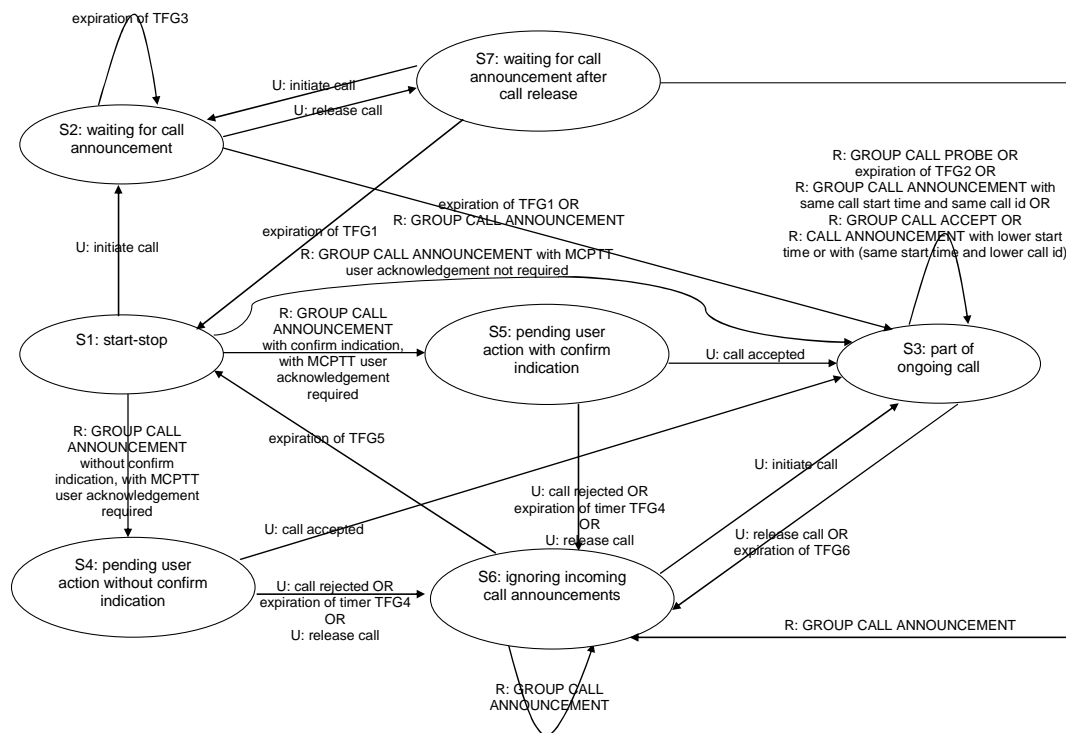 expiration of TFG3
S7: waiting for call
announcement after
call release
U: initiate call
U: release call
S2: waiting for call
announcement
R: GROUP CALL PROBE OR
expiration of TFG2 OR
R: GROUP CALL ANNOUNCEMENT with
same call start time and same call id OR
R: GROUP CALL ACCEPT OR
R: CALL ANNOUNCEMENT with lower start
time or with (same start time and lower call id)
expiration of TFG1 OR
R: GROUP CALL ANNOUNCEMENT
expiration of TFG1
U: initiate call
R: GROUP CALL ANNOUNCEMENT with MCPTT
user acknowledgement not required
S1: start-stop
R: GROUP CALL
ANNOUNCEMENT
with confirm indication,
with MCPTT user
acknowledgement
required
S5: pending user
action with confirm
indication
U: call accepted
S3: part of
ongoing call
R: GROUP CALL
ANNOUNCEMENT
without confirm
indication, with MCPTT
user acknowledgement
required
expiration of TFG5
U: initiate call
U: call rejected OR
expiration of timer TFG4
OR
U: release call
U: call accepted
U: release call OR
expiration of TFG6
S4: pending user
action without confirm
indication
U: call rejected OR
expiration of timer TFG4
OR
U: release call
S6: ignoring incoming
call announcements
R: GROUP CALL ANNOUNCEMENT
R: GROUP CALL
ANNOUNCEMENT